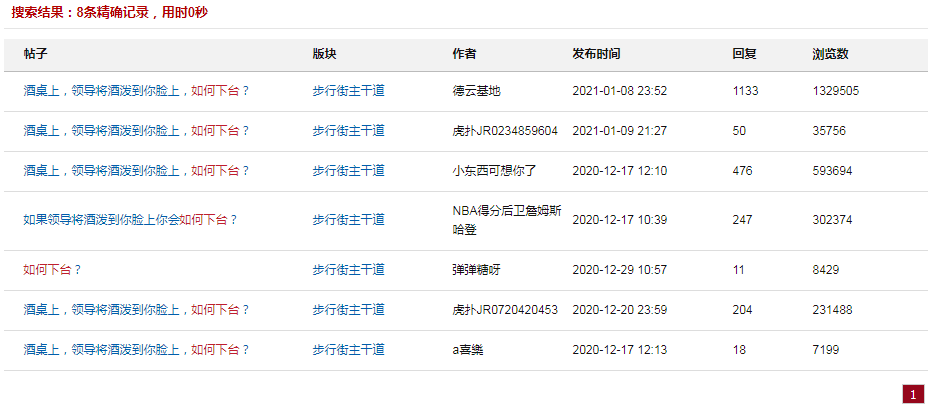 搜索结果：8条精确记录，用时0秒
帖子 版块 作者 发布时间 回复 浏览数
酒桌上，领导将酒泼到你脸上，如何下台？ 步行街主干道 德云基地 2021-01-08 23:52 1133 1329505
酒桌上，领导将酒泼到你脸上，如何下台？ 步行街主干道 虎扑JR0234859604 2021-01-09 21:27 50 35756
酒桌上，领导将酒泼到你脸上，如何下台？ 步行街主干道 小东西可想你了 2020-12-17 12:10 476 593694
如果领导将酒泼到你脸上你会如何下台？ 步行街主干道 NBA得分后卫詹姆斯 2020-12-17 10:39 247 302374
哈登
如何下台？ 步行街主干道 弹弹糖呀 2020-12-29 10:57 11 8429
酒桌上，领导将酒泼到你脸上，如何下台？ 步行街主干道 虎扑JR0720420453 2020-12-20 23:59 204 231488
酒桌上，领导将酒泼到你脸上，如何下台？ 步行街主干道 a喜樂 2020-12-17 12:13 18 7199
1